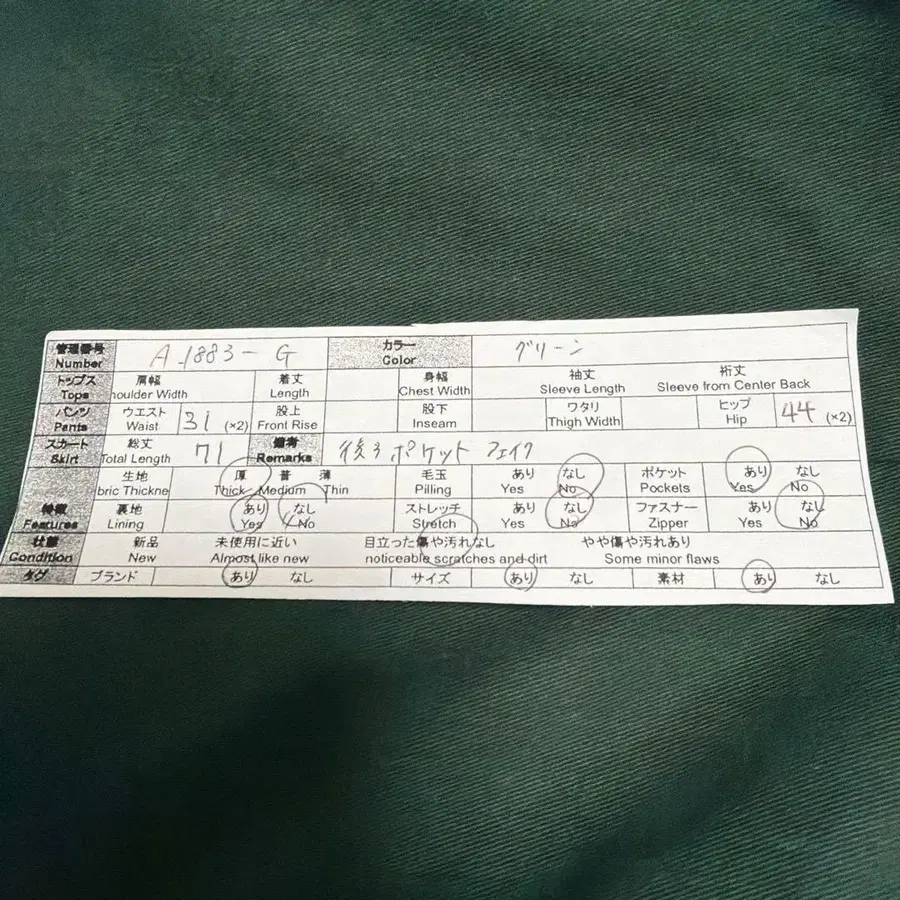 管理番号 A-1883-G カラー グリーン
Number Color
トップス 肩幅 着丈 身幅 袖丈 裄丈
Tops houlder Width Length Chest Width Sleeve Length Sleeve from Center Back
パンツ ウエスト 31 (×2) 股上 股下 ワタリ ヒップ 44 (×2)
Pants Waist Front Rise Inseam Thigh Width Hip
スカート 総丈 71 備考 後ろポケット フェイク
Skirt Total Length Remarks
生地 厚 普 薄 毛玉 あり なし ポケット あり なし
bric Thickne Thick Medium Thin Pilling Yes No Pockets Yes No
特徴 裏地 あり なし ストレッチ あり なし ファスナー あり なし
Features Lining Yes No Stretch Yes No Zipper Yes No
状態 新品 未使用に近い 目立った傷や汚れなし やや傷や汚れあり
Condition New Almost like new noticeable scratches and dirt Some minor flaws
タグ ブランド あり なし サイズ あり なし 素材 あり なし